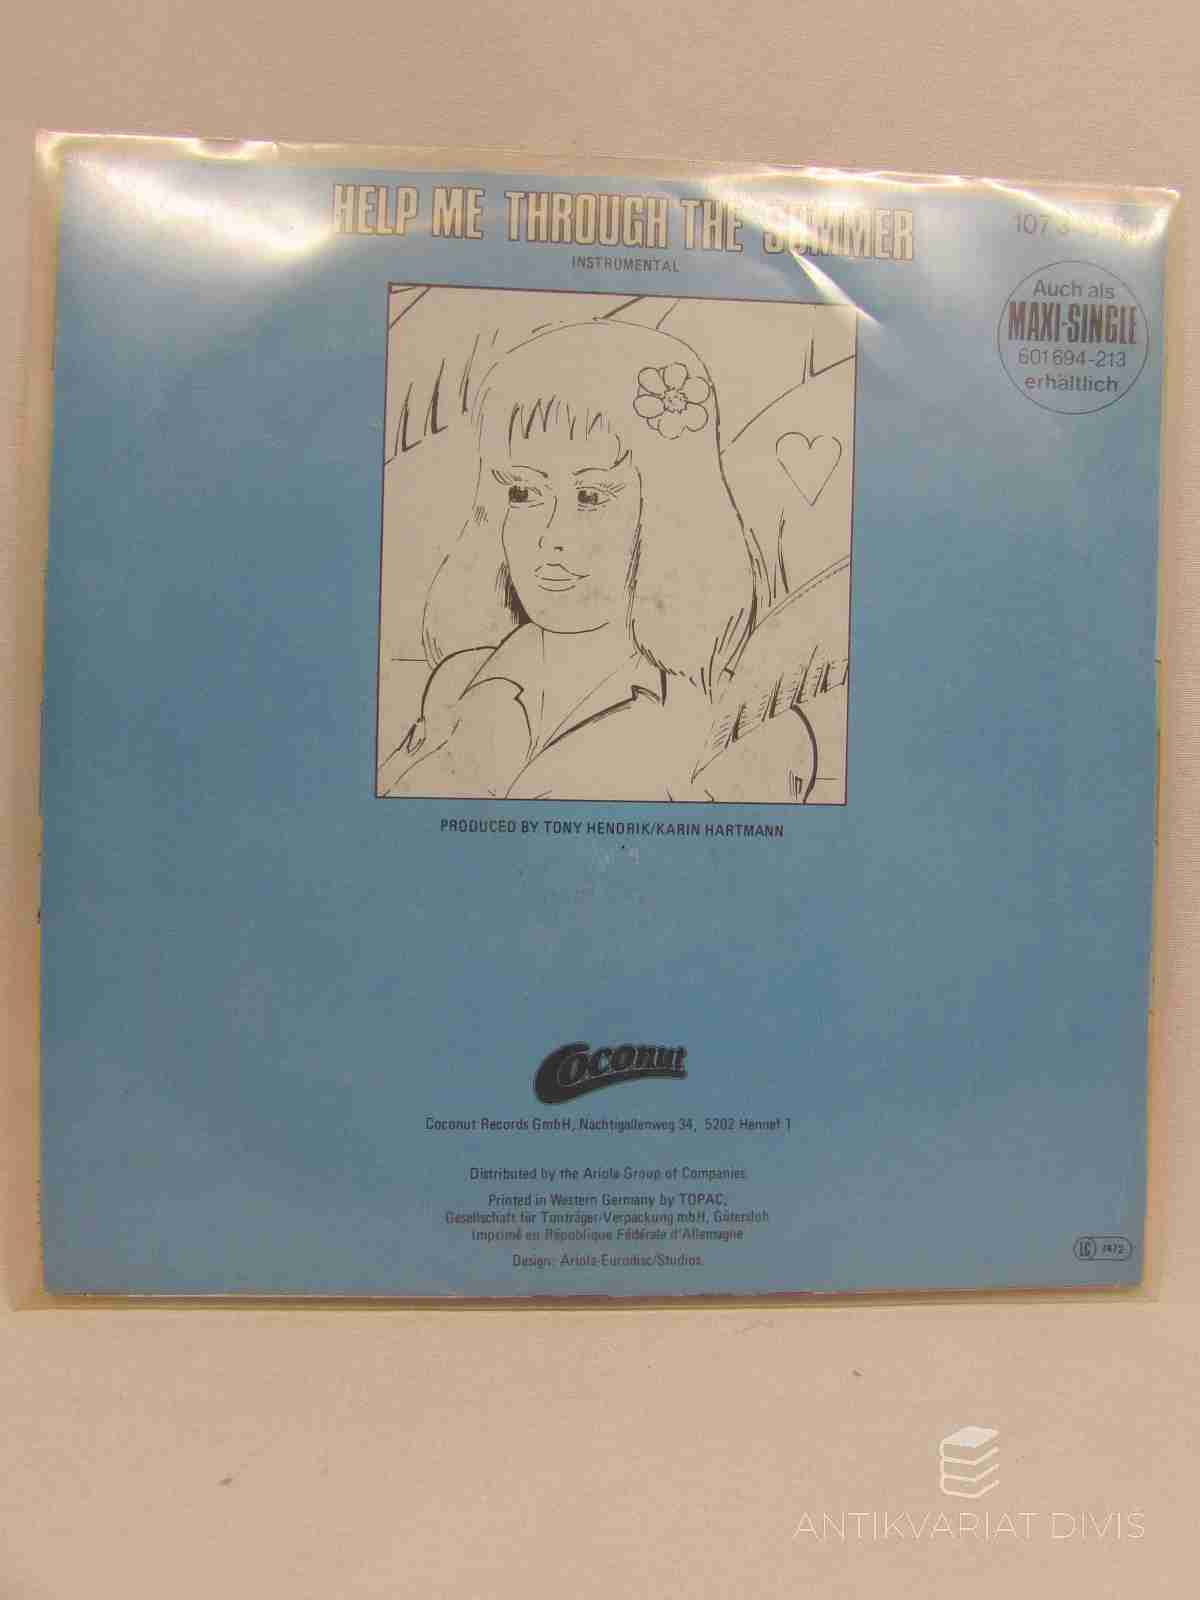 HELP ME THROUGH THE SUMMER
INSTRUMENTAL
Auch als
MAXI-SINGLE
601 694-213
erhältlich
PRODUCED BY TONY HENDRIK/KARIN HARTMANN
Coconut
Coconut Records GmbH, Nachtigallenweg 34, 5202 Hennef 1
Distributed by the Ariola Group of Companies.
Printed in Western Germany by TOPAC,
Gesellschaft für Tonträger-Verpackung mbH, Gütersloh
Imprimé en République Fédérale d'Allemagne
Design: Ariola-Eurodisc/Studios.
LC 7472
ANTIKVARIAT DIVIS